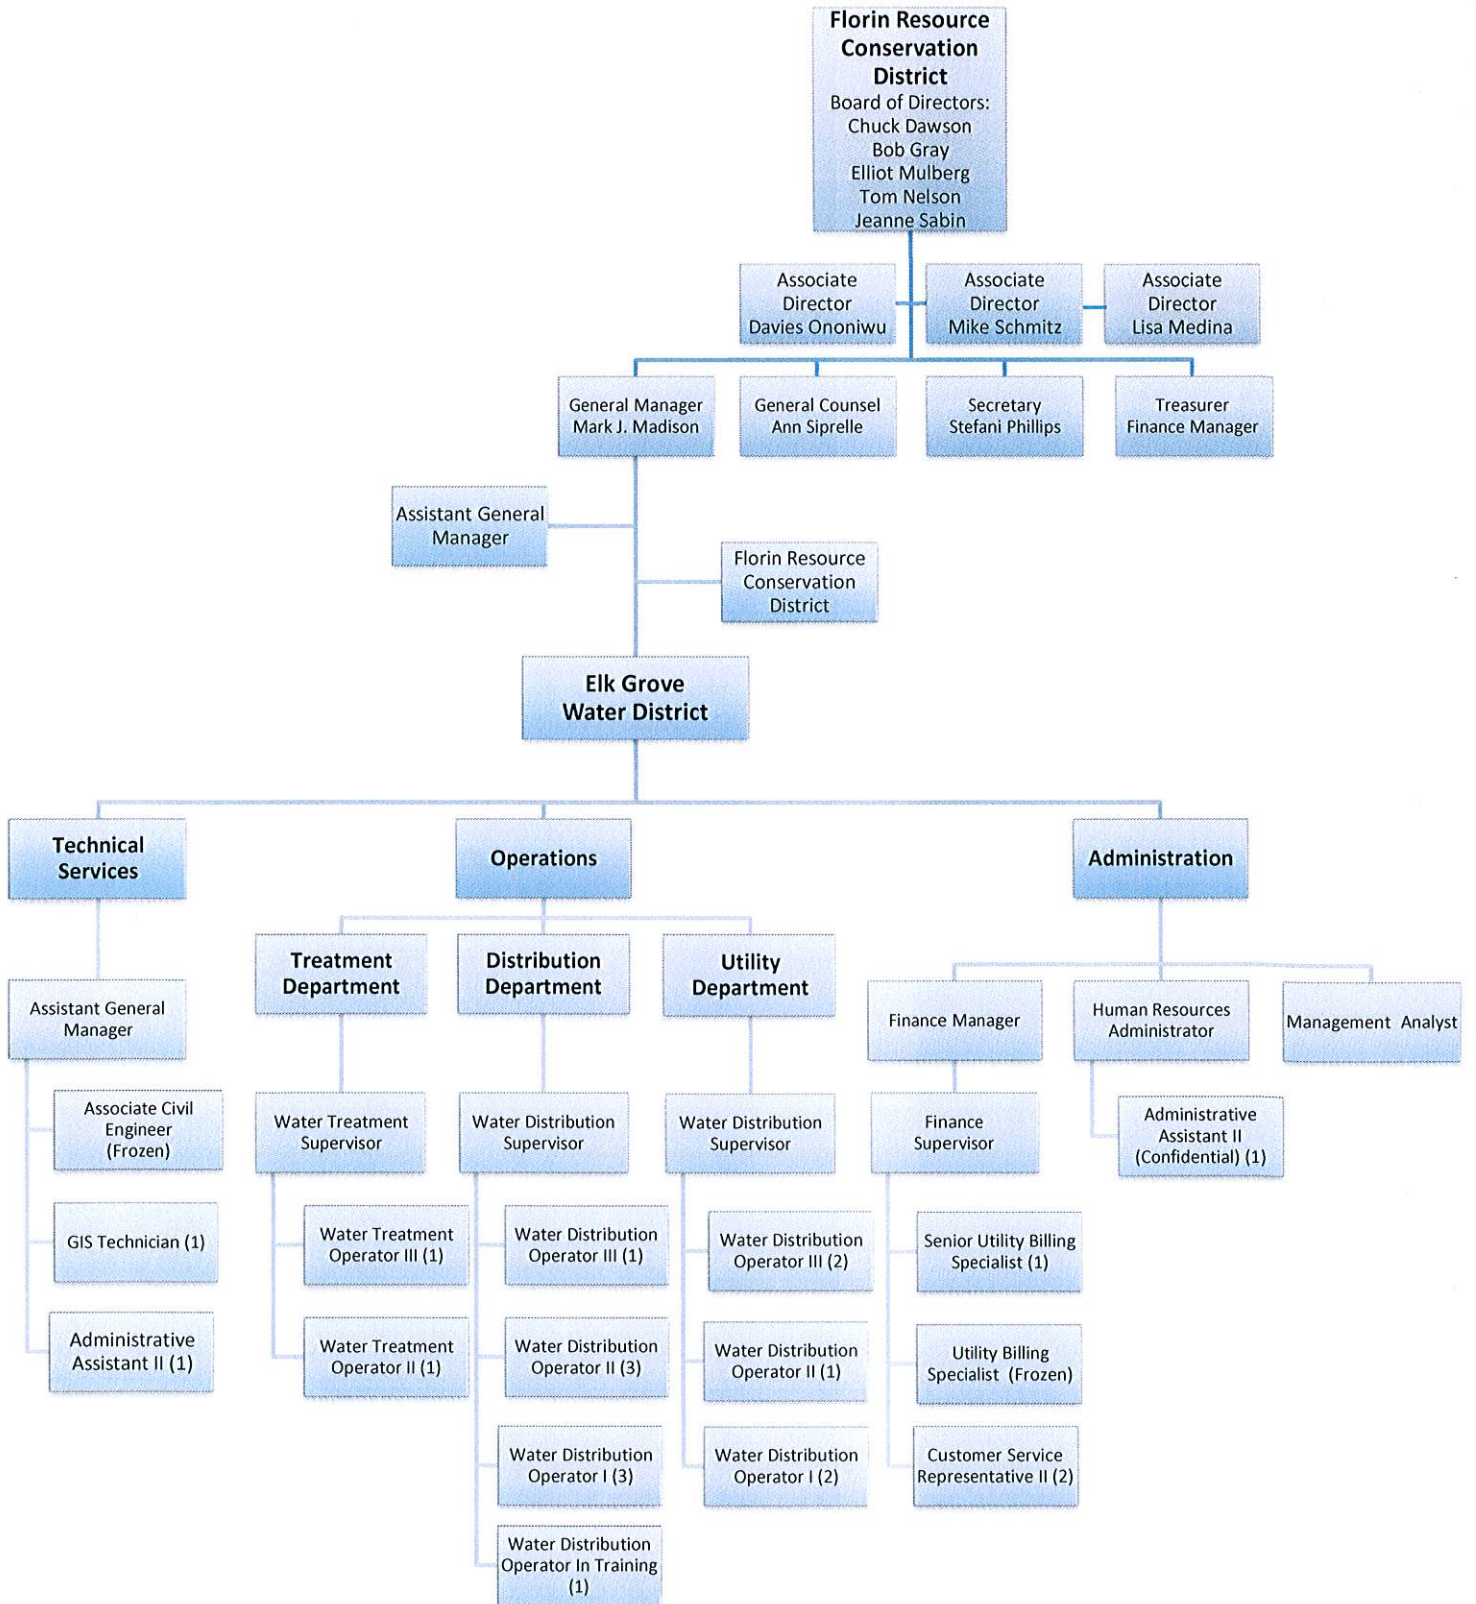 Florin Resource
Conservation
District
Board of Directors:
Chuck Dawson
Bob Gray
Elliot Mulberg
Tom Nelson
Jeanne Sabin
Associate
Director
Davies Ononiwu
Associate
Director
Mike Schmitz
Associate
Director
Lisa Medina
General Manager
Mark J. Madison
General Counsel
Ann Siprelle
Secretary
Stefani Phillips
Treasurer
Finance Manager
Assistant General
Manager
Florin Resource
Conservation
District
Elk Grove
Water District
Technical
Services
Operations
Administration
Treatment
Department
Distribution
Department
Utility
Department
Assistant General
Manager
Finance Manager
Human Resources
Administrator
Management Analyst
Associate Civil
Engineer
(Frozen)
GIS Technician (1)
Administrative
Assistant II (1)
Water Treatment
Supervisor
Water Treatment
Operator III (1)
Water Treatment
Operator II (1)
Water Distribution
Supervisor
Water Distribution
Operator III (1)
Water Distribution
Operator II (3)
Water Distribution
Operator I (3)
Water Distribution
Operator In Training
(1)
Water Distribution
Supervisor
Water Distribution
Operator III (2)
Water Distribution
Operator II (1)
Water Distribution
Operator I (2)
Finance
Supervisor
Senior Utility Billing
Specialist (1)
Utility Billing
Specialist (Frozen)
Customer Service
Representative II (2)
Administrative
Assistant II
(Confidential) (1)